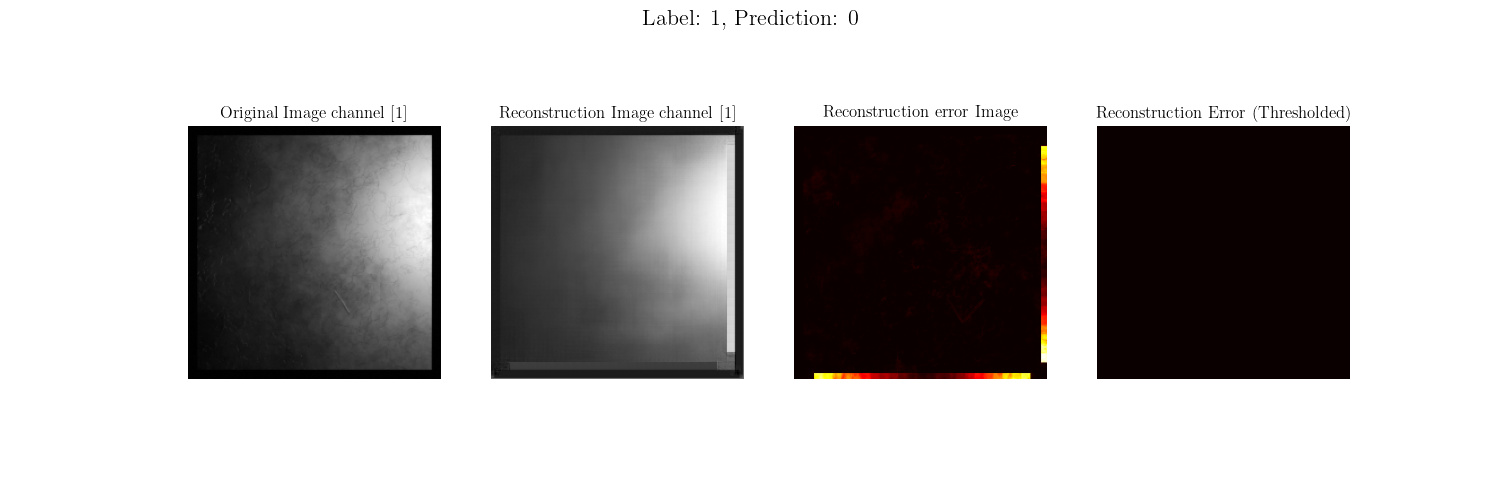 Label: 1, Prediction: 0
Original Image channel [1]
Reconstruction Image channel [1]
Reconstruction error Image
Reconstruction Error (Thresholded)